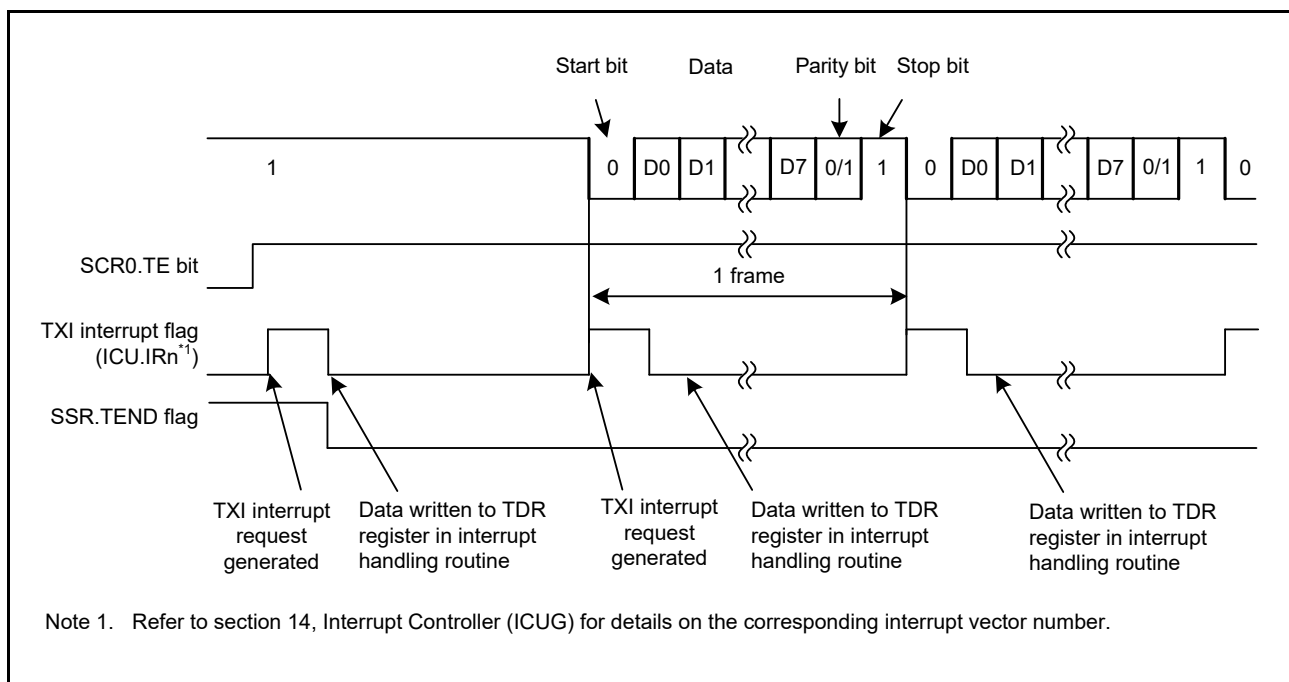 Start bit Data Parity bit Stop bit
1 0 D0 D1 D7 0/1 1 0 D0 D1 D7 0/1 1 0
SCR0.TE bit
1 frame
TXI interrupt flag
(ICU.IRn*1)
SSR.TEND flag
TXI interrupt
request
generated
Data written to TDR
register in interrupt
handling routine
TXI interrupt
request
generated
Data written to TDR
register in interrupt
handling routine
Data written to TDR
register in interrupt
handling routine
Note 1. Refer to section 14, Interrupt Controller (ICUG) for details on the corresponding interrupt vector number.